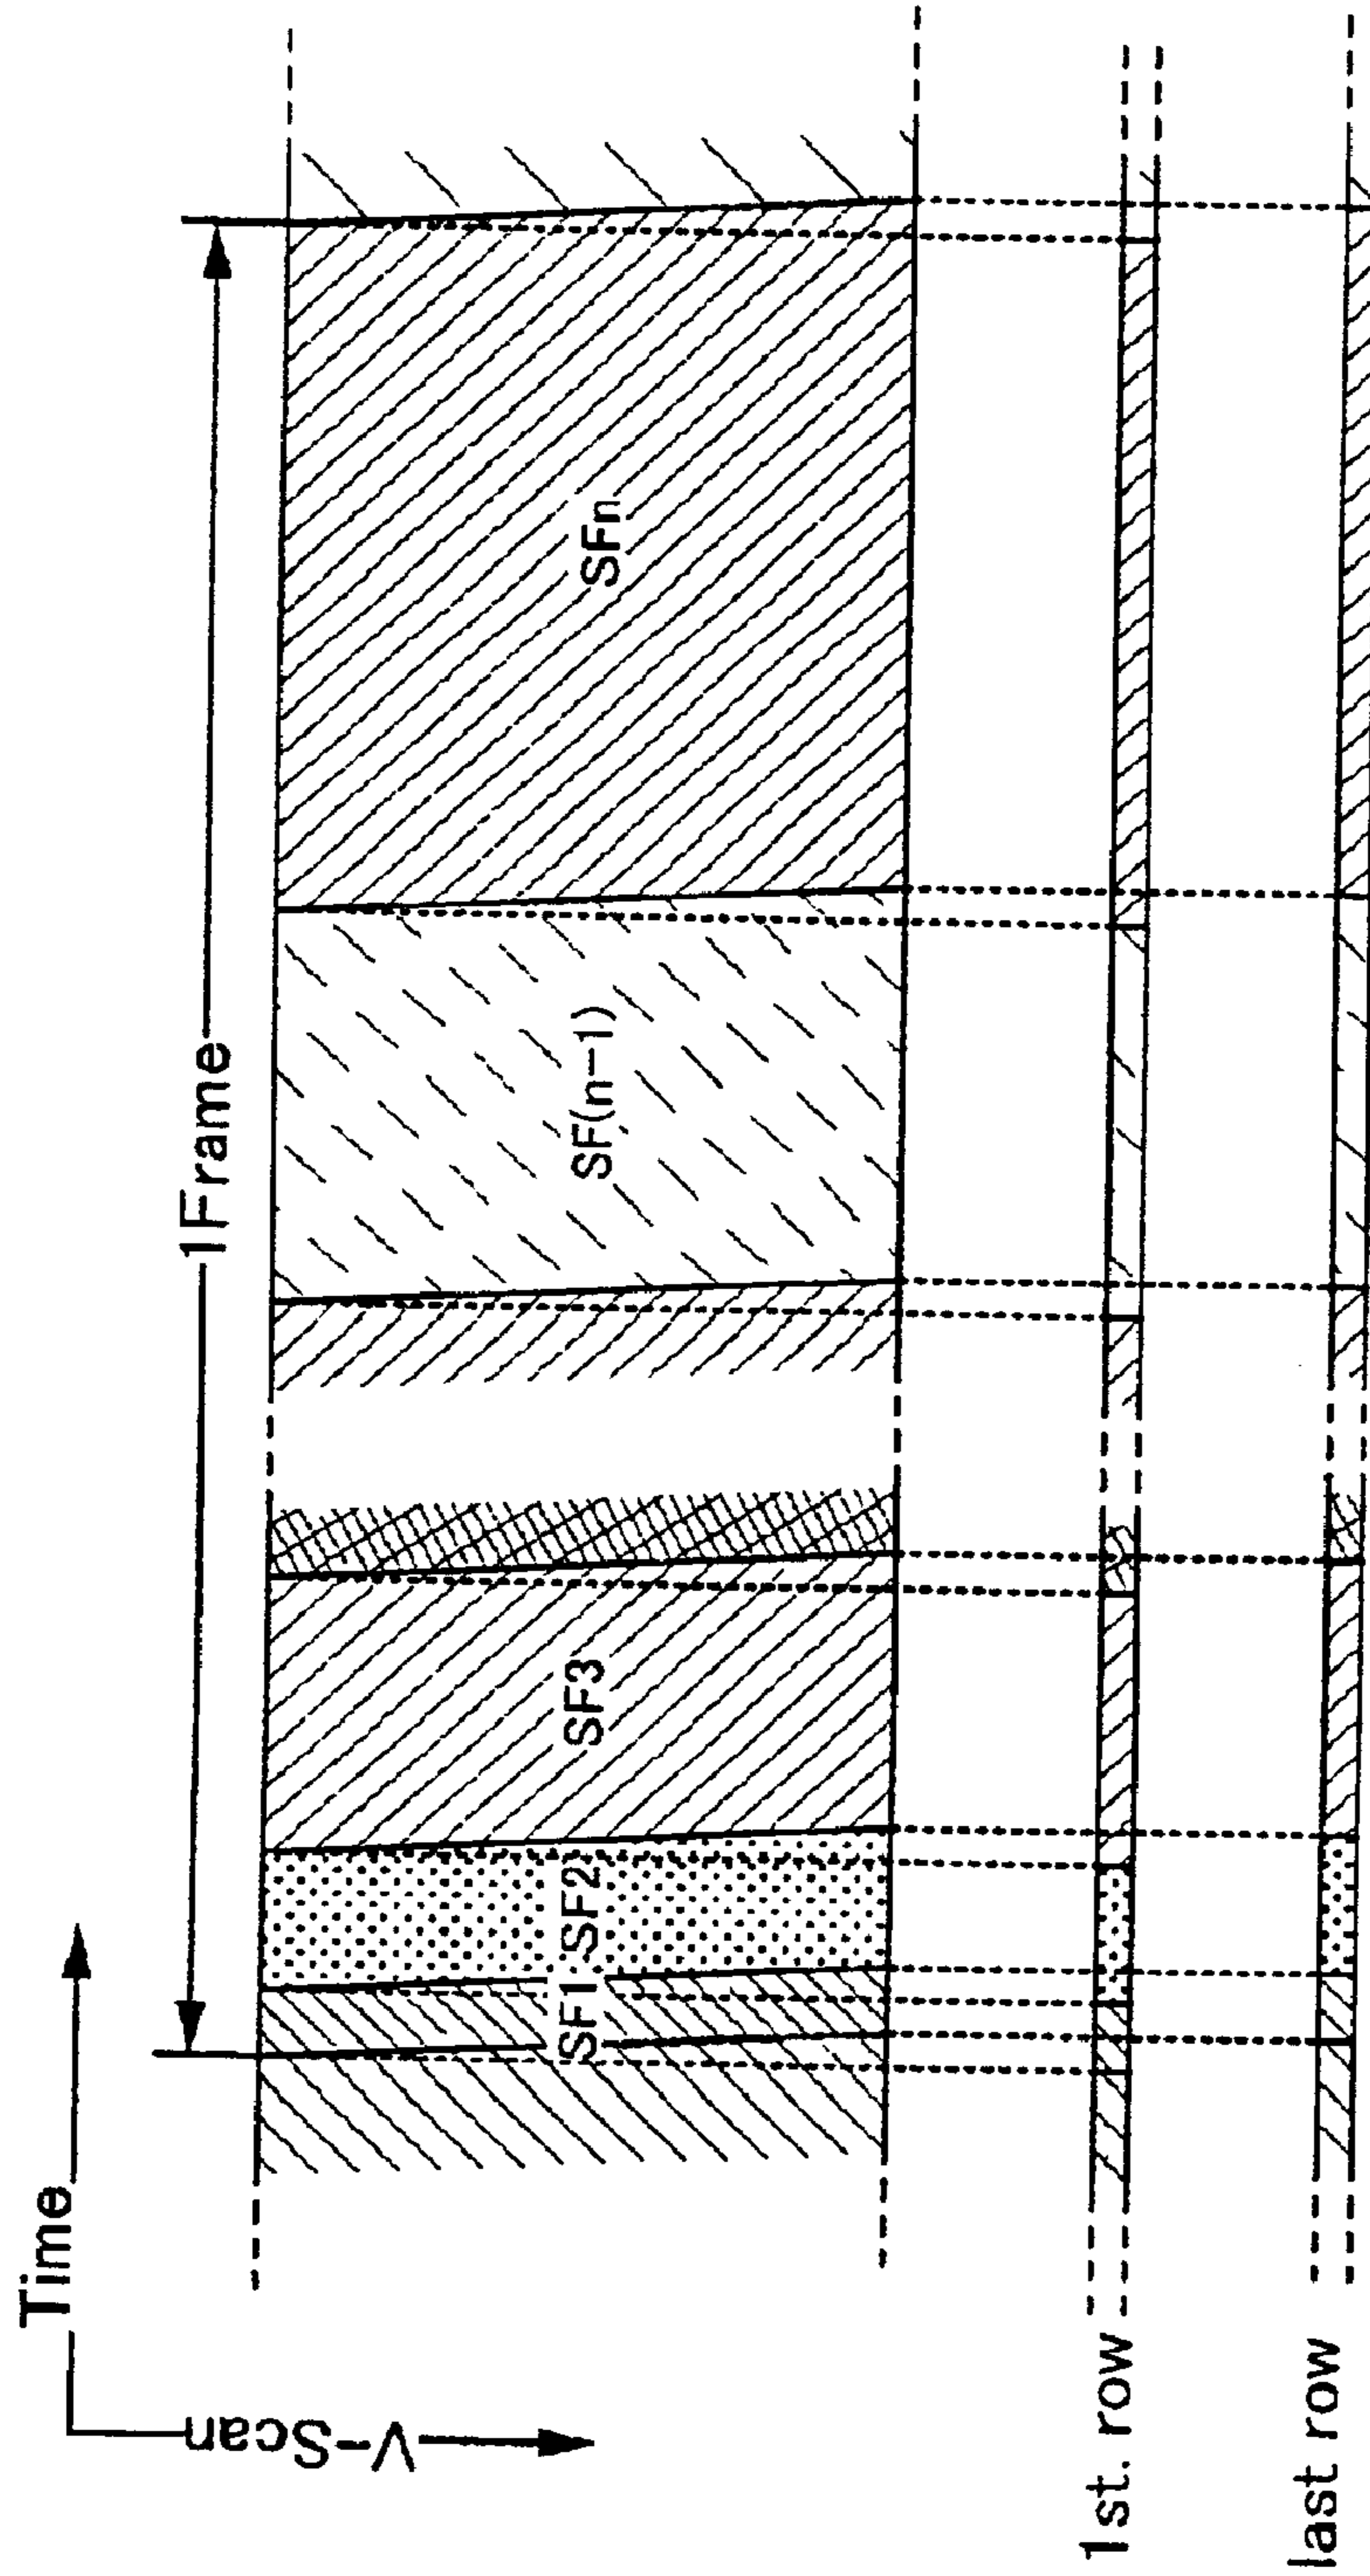 Time
V-Scan
1Frame
SF1
SF2
SF3
SF(n-1)
SFn
1st. row
last row